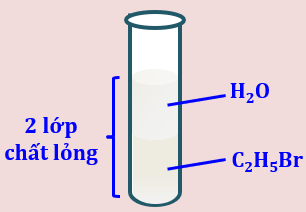 H₂O
2 lớp
chất lỏng
C₂H₅Br